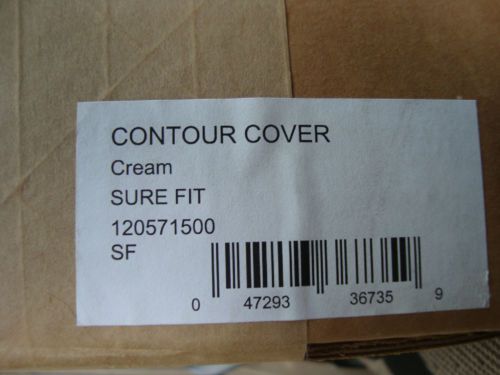 CONTOUR COVER
Cream
SURE FIT
120571500
SF
0 47293 36735 9